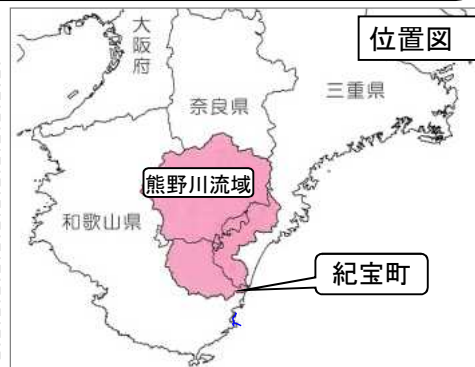 位置図
大阪府
奈良県
三重県
熊野川流域
和歌山県
紀宝町